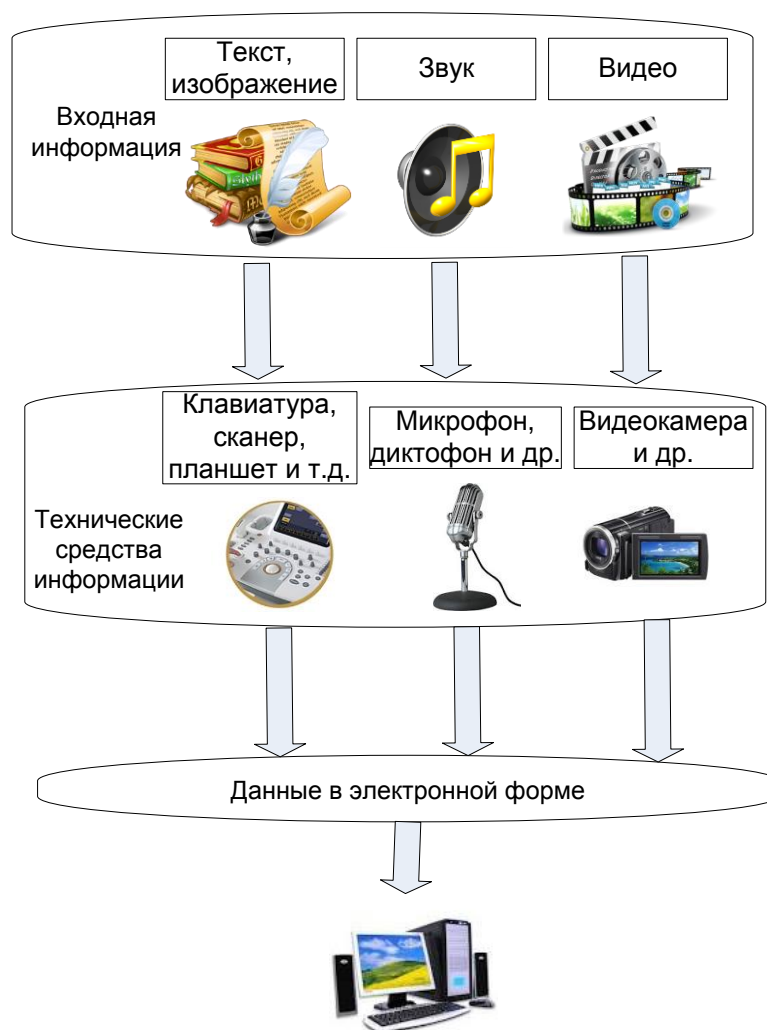 Текст,
изображение
Звук
Видео
Входная
информация
Клавиатура,
сканер,
планшет и т.д.
Микрофон,
диктофон и др.
Видеокамера
и др.
Технические
средства
информации
Данные в электронной форме